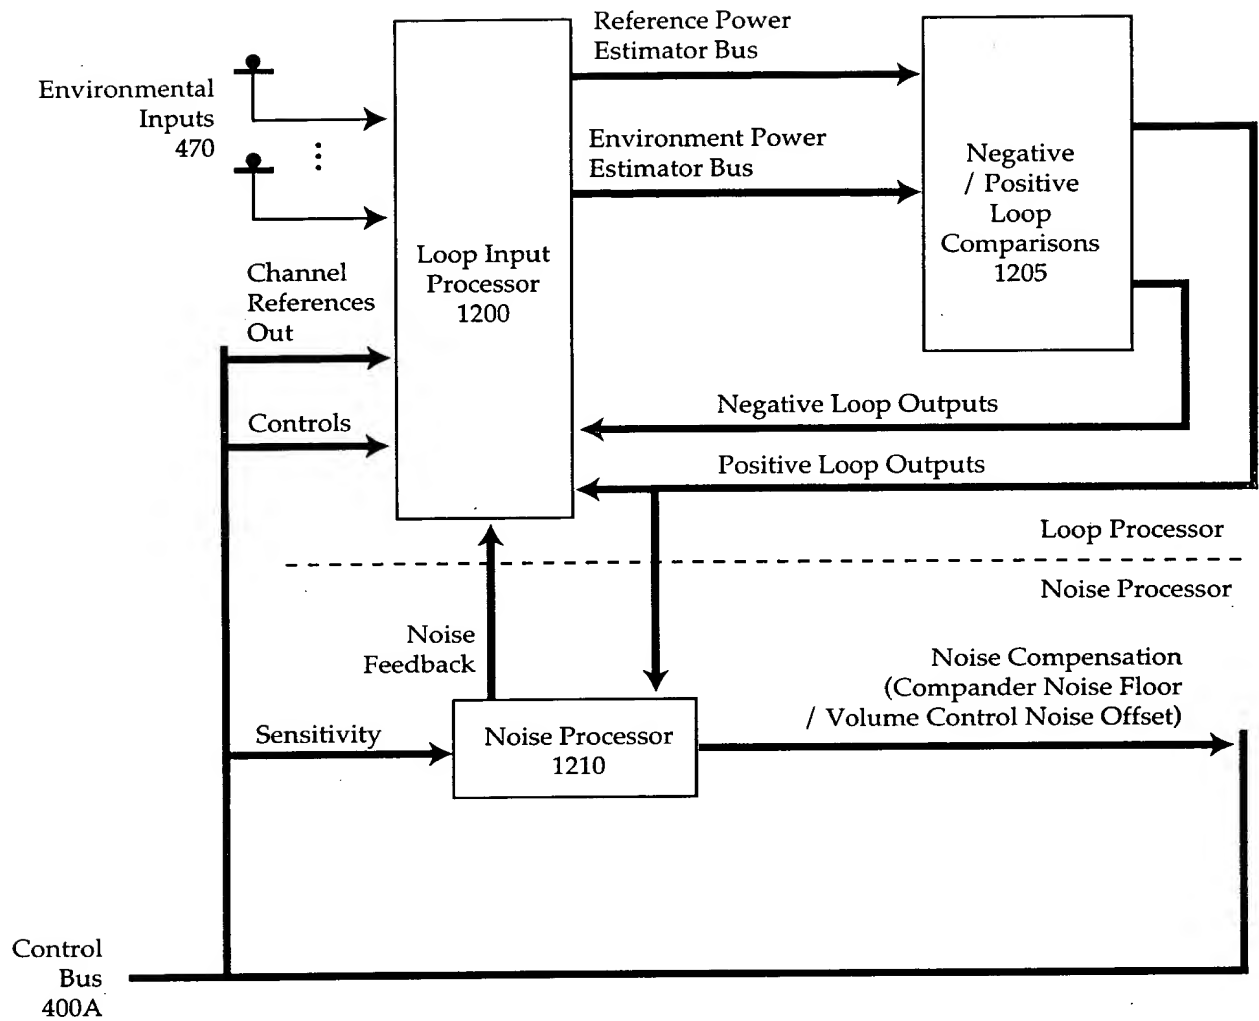 Reference Power
Estimator Bus
Environmental
Inputs
470
Environment Power
Estimator Bus
Negative
/ Positive
Loop
Comparisons
1205
Loop Input
Processor
1200
Channel
References
Out
Controls
Negative Loop Outputs
Positive Loop Outputs
Loop Processor
Noise Processor
Noise
Feedback
Noise Compensation
(Compander Noise Floor
/ Volume Control Noise Offset)
Sensitivity
Noise Processor
1210
Control
Bus
400A